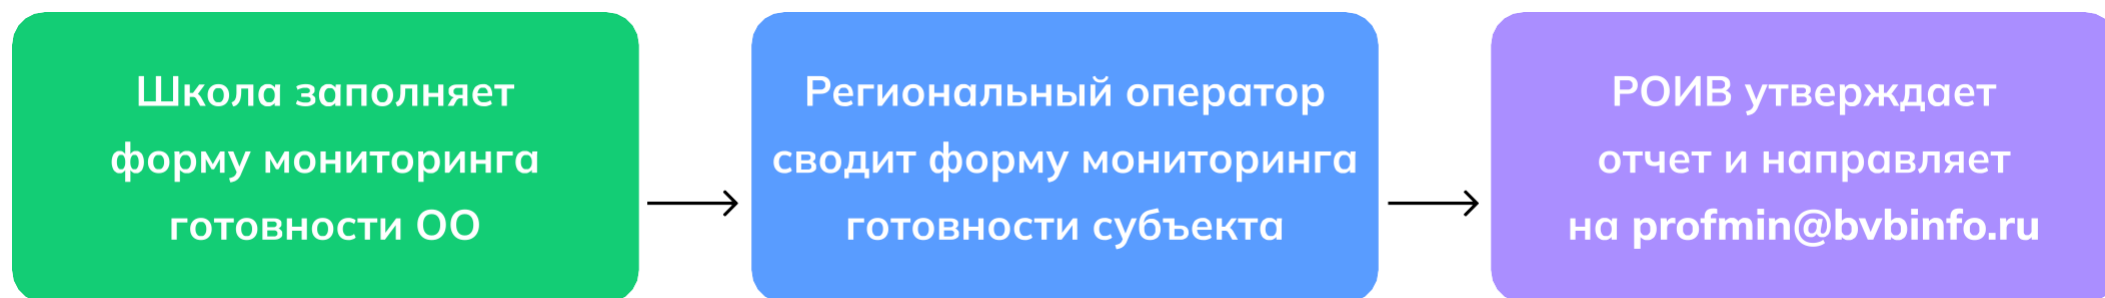 Школа заполняет
форму мониторинга
готовности ОО
Региональный оператор
сводит форму мониторинга
готовности субъекта
РОИВ утверждает
отчет и направляет
на profmin@bvbinfo.ru